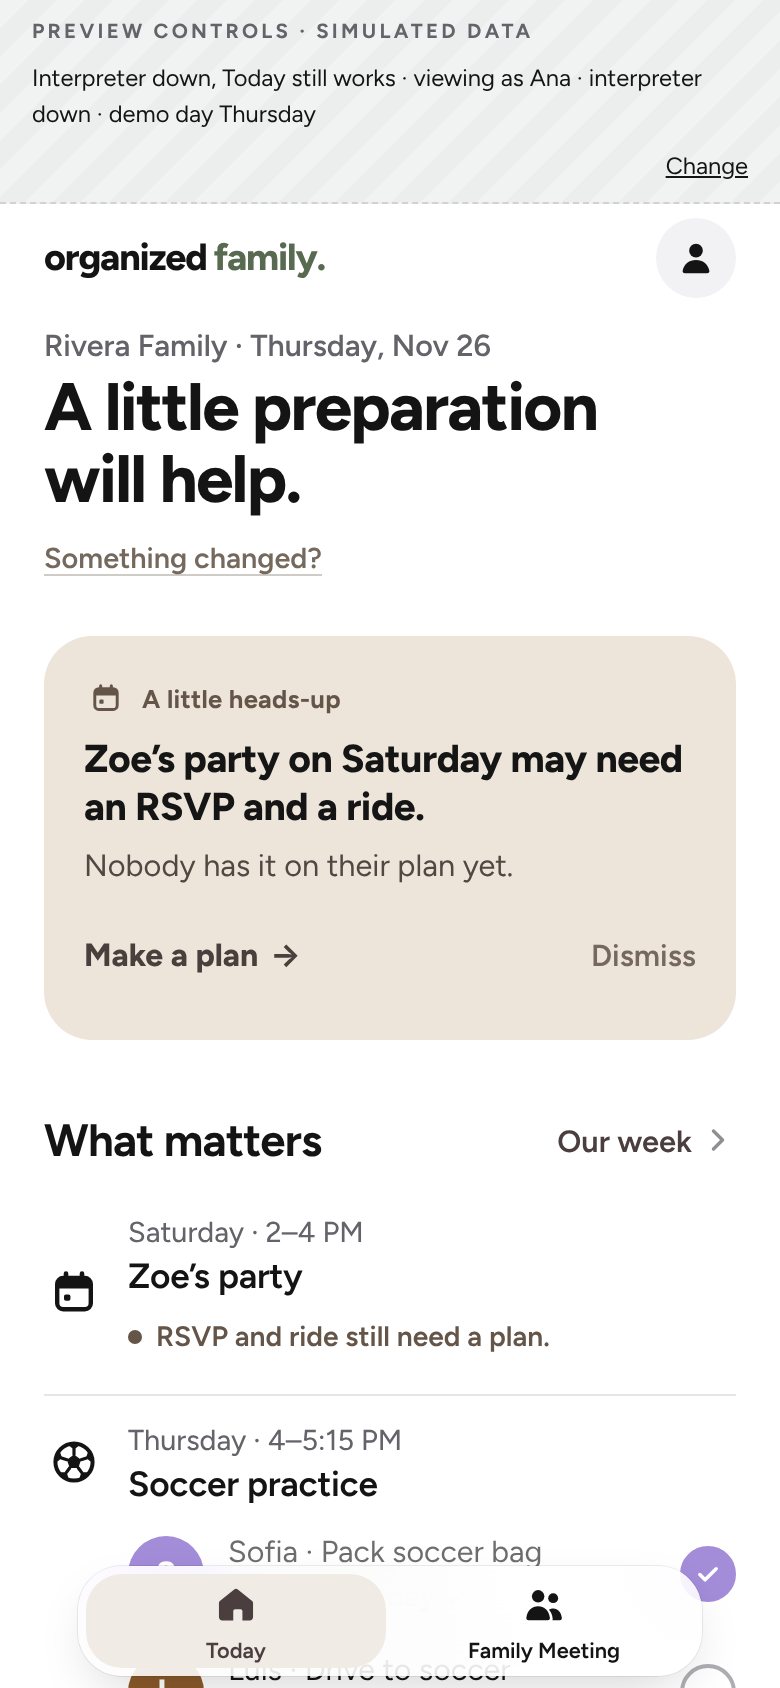 PREVIEW CONTROLS · SIMULATED DATA
Interpreter down, Today still works · viewing as Ana · interpreter
down · demo day Thursday
Change
organized family.
Rivera Family · Thursday, Nov 26
A little preparation
will help.
Something changed?
A little heads-up
Zoe’s party on Saturday may need
an RSVP and a ride.
Nobody has it on their plan yet.
Make a plan →
Dismiss
What matters
Our week
Saturday · 2–4 PM
Zoe’s party
RSVP and ride still need a plan.
Thursday · 4–5:15 PM
Soccer practice
Sofia · Pack soccer bag
Today
Family Meeting
Luis · Drive to soccer